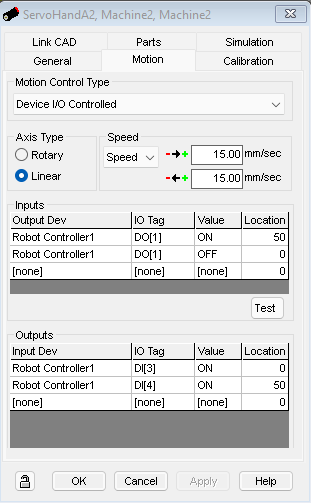 ServoHandA2, Machine2, Machine2
Link CAD Parts Simulation
General Motion Calibration
Motion Control Type
Device I/O Controlled
Axis Type
Rotary
Linear
Speed
Speed - + 15.00 mm/sec
- + 15.00 mm/sec
Inputs
Output Dev IO Tag Value Location
Robot Controller1 DO[1] ON 50
Robot Controller1 DO[1] OFF 0
[none] [none] [none] 0
Test
Outputs
Input Dev IO Tag Value Location
Robot Controller1 DI[3] ON 0
Robot Controller1 DI[4] ON 50
[none] [none] [none] 0
OK Cancel Apply Help